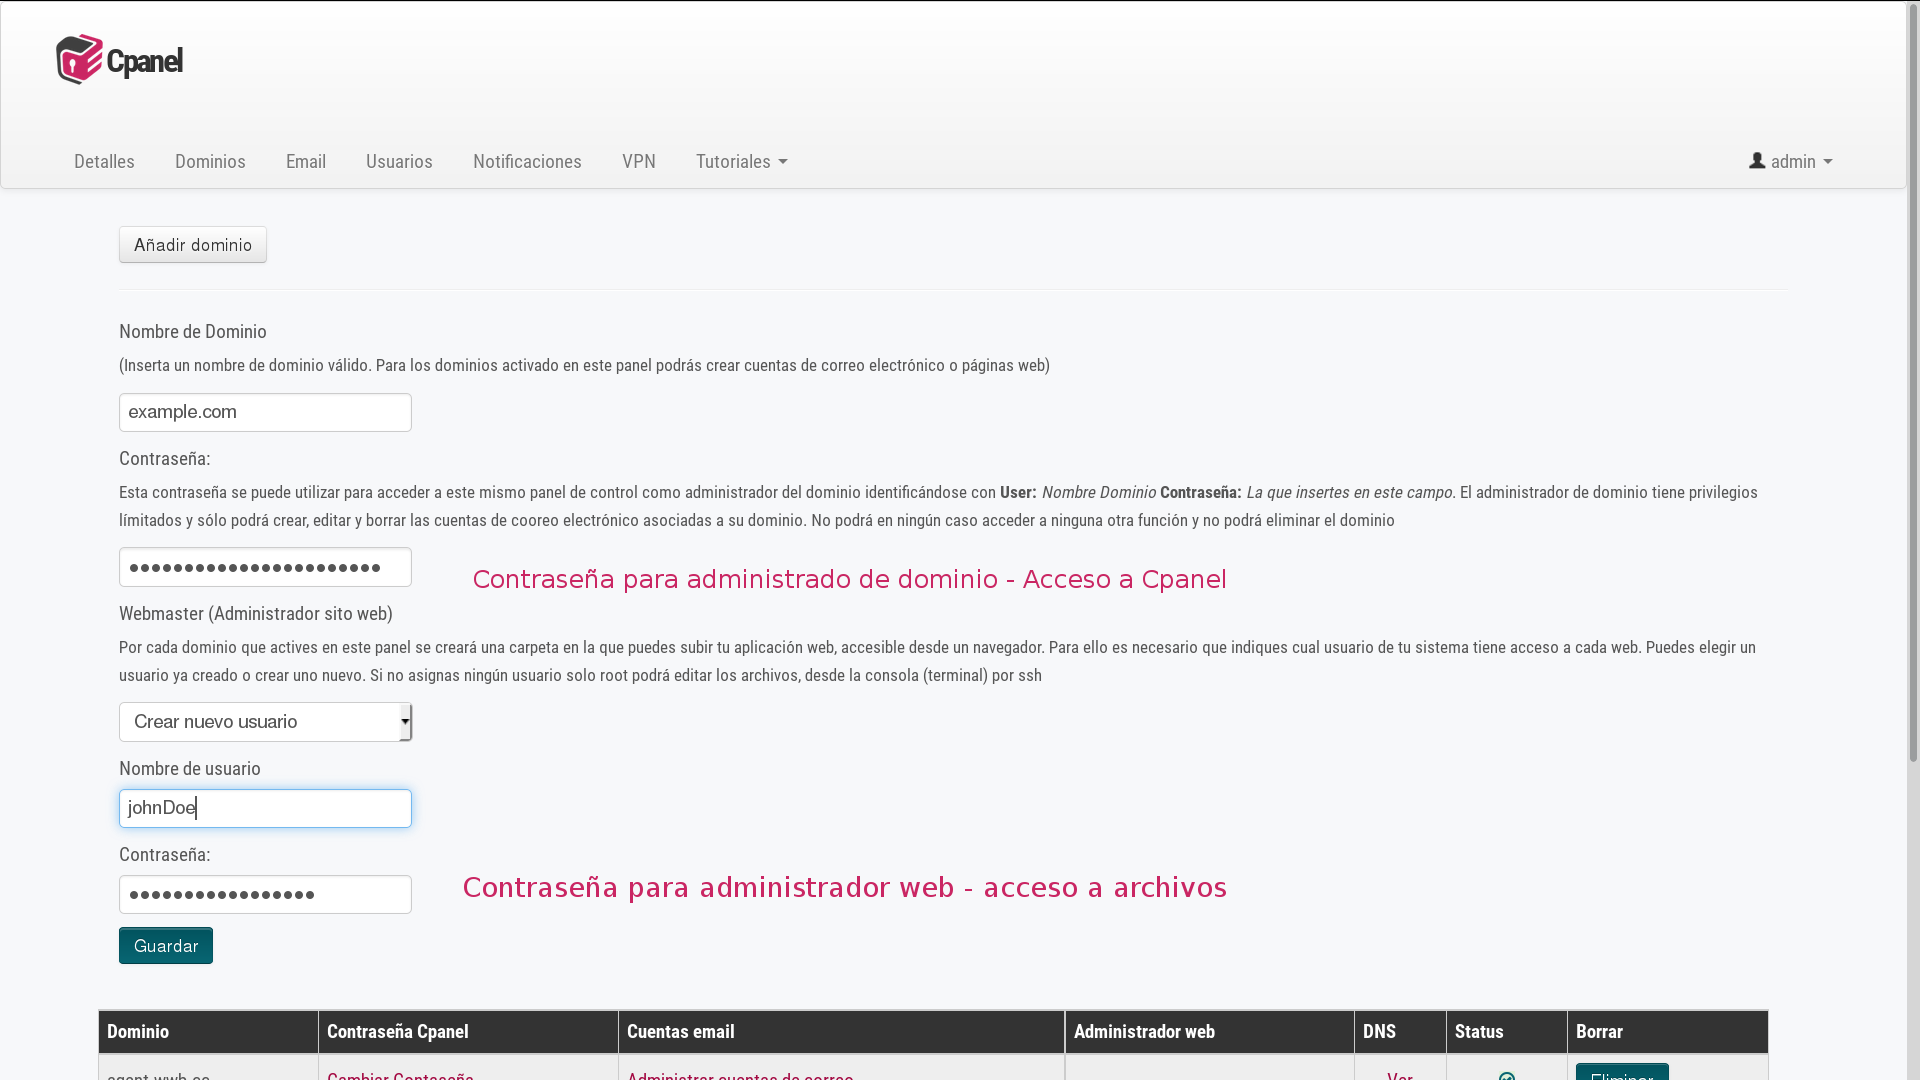 Cpanel
Detalles Dominios Email Usuarios Notificaciones VPN Tutoriales admin
Añadir dominio
Nombre de Dominio
(Inserta un nombre de dominio válido. Para los dominios activado en este panel podrás crear cuentas de correo electrónico o páginas web)
example.com
Contraseña:
Esta contraseña se puede utilizar para acceder a este mismo panel de control como administrador del dominio identificándose con User: Nombre Dominio Contraseña: La que insertes en este campo. El administrador de dominio tiene privilegios
límitados y sólo podrá crear, editar y borrar las cuentas de cooreo electrónico asociadas a su dominio. No podrá en ningún caso acceder a ninguna otra función y no podrá eliminar el dominio
Contraseña para administrado de dominio - Acceso a Cpanel
Webmaster (Administrador sito web)
Por cada dominio que actives en este panel se creará una carpeta en la que puedes subir tu aplicación web, accesible desde un navegador. Para ello es necesario que indiques cual usuario de tu sistema tiene acceso a cada web. Puedes elegir un
usuario ya creado o crear uno nuevo. Si no asignas ningún usuario solo root podrá editar los archivos, desde la consola (terminal) por ssh
Crear nuevo usuario
Nombre de usuario
johnDoe
Contraseña:
Contraseña para administrador web - acceso a archivos
Guardar
Dominio Contraseña Cpanel Cuentas email Administrador web DNS Status Borrar
Cambiar Contaseña Administrar cuentas de correo Ver Eliminar